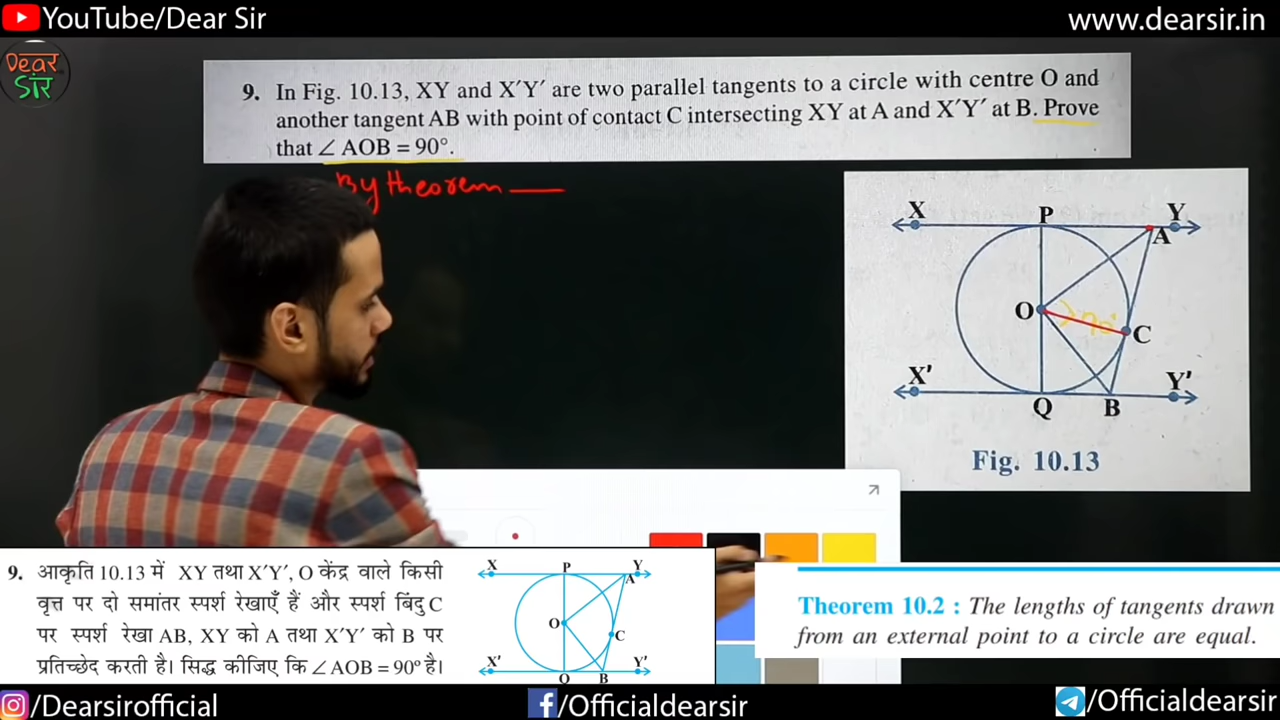 YouTube/Dear Sir
www.dearsir.in
Dear
सर
9. In Fig. 10.13, XY and X′Y′ are two parallel tangents to a circle with centre O and
another tangent AB with point of contact C intersecting XY at A and X′Y′ at B. Prove
that ∠ AOB = 90°.
By theorem
X P Y
A
O 90°
C
X′ Y′
Q B
Fig. 10.13
9. आकृति 10.13 में XY तथा X′Y′, O केंद्र वाले किसी
वृत्त पर दो समांतर स्पर्श रेखाएँ हैं और स्पर्श बिंदु C
पर स्पर्श रेखा AB, XY को A तथा X′Y′ को B पर
प्रतिच्छेद करती है। सिद्ध कीजिए कि ∠ AOB = 90º है।
X P Y
A
O
C
X′ Y′
Q B
Theorem 10.2 : The lengths of tangents drawn
from an external point to a circle are equal.
/Dearsirofficial
/Officialdearsir
/Officialdearsir